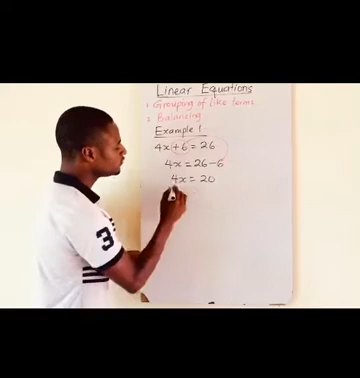 Linear Equations
1 Grouping of Like terms
2 Balancing
Example 1
4x + 6 = 26
4x = 26 - 6
4x = 20
3